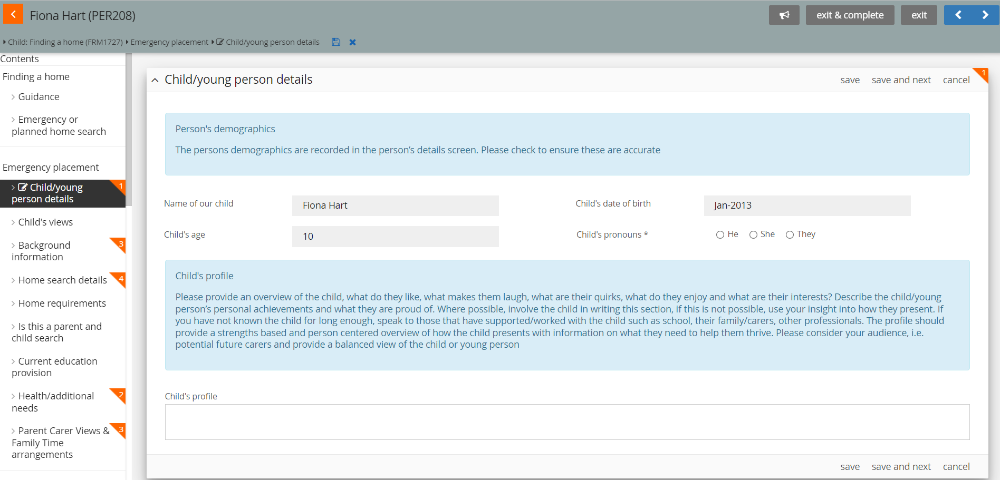 Fiona Hart (PER208)
exit & complete
exit
Child: Finding a home (FRM1727) Emergency placement Child/young person details
Contents
Finding a home
Guidance
Emergency or
planned home search
Emergency placement
Child/young
person details
1
Child's views
Background
information
3
Home search details
4
Home requirements
Is this a parent and
child search
Current education
provision
Health/additional
needs
2
Parent Carer Views &
Family Time
arrangements
3
Child/young person details
save save and next cancel
1
Person's demographics
The persons demographics are recorded in the person’s details screen. Please check to ensure these are accurate
Name of our child
Fiona Hart
Child's date of birth
Jan-2013
Child's age
10
Child's pronouns *
He She They
Child's profile
Please provide an overview of the child, what do they like, what makes them laugh, what are their quirks, what do they enjoy and what are their interests? Describe the child/young
person’s personal achievements and what they are proud of. Where possible, involve the child in writing this section, if this is not possible, use your insight into how they present. If
you have not known the child for long enough, speak to those that have supported/worked with the child such as school, their family/carers, other professionals. The profile should
provide a strengths based and person centered overview of how the child presents with information on what they need to help them thrive. Please consider your audience, i.e.
potential future carers and provide a balanced view of the child or young person
Child's profile
save save and next cancel